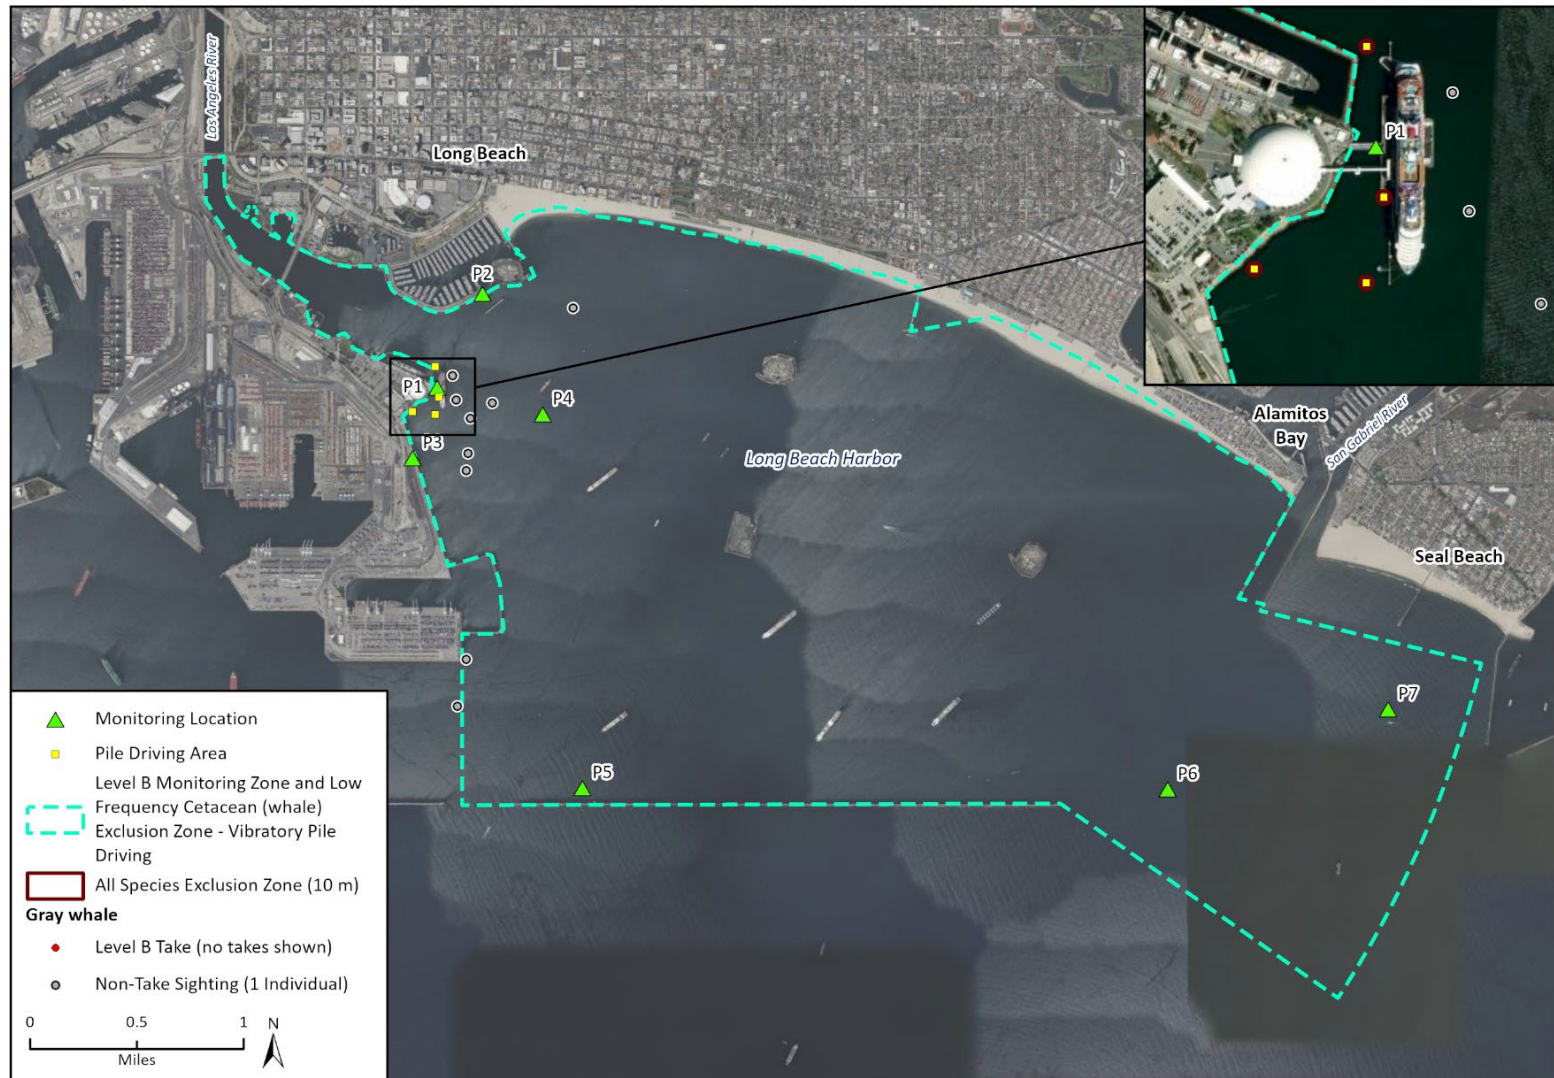 Los Angeles River
Long Beach
P1
P2
P1
P4
P3
Long Beach Harbor
Alamitos
Bay
San Gabriel River
Seal Beach
P7
P5
P6
Monitoring Location
Pile Driving Area
Level B Monitoring Zone and Low
Frequency Cetacean (whale)
Exclusion Zone - Vibratory Pile
Driving
All Species Exclusion Zone (10 m)
Gray whale
Level B Take (no takes shown)
Non-Take Sighting (1 Individual)
0 0.5 1
Miles
N